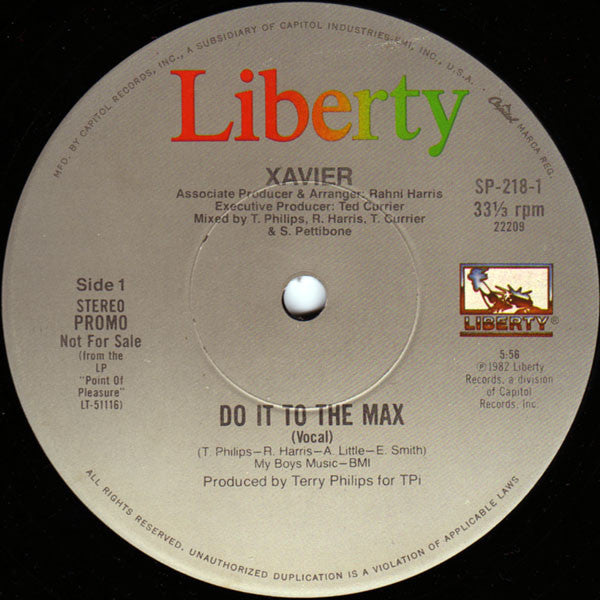 MFD. BY CAPITOL RECORDS, INC., A SUBSIDIARY OF CAPITOL INDUSTRIES-EMI, INC., U.S.A.
Capitol MARCA REG.
Liberty
XAVIER
Associate Producer & Arranger: Rahni Harris
Executive Producer: Ted Currier
Mixed by T. Philips, R. Harris, T. Currier
& S. Pettibone
SP-218-1
33⅓ rpm
22209
Side 1
STEREO
PROMO
Not For Sale
(from the
LP
"Point Of
Pleasure"
LT-51116)
LIBERTY®
5:56
℗1982 Liberty
Records, a division
of Capitol
Records, Inc.
DO IT TO THE MAX
(Vocal)
(T. Philips–R. Harris–A. Little–E. Smith)
My Boys Music–BMI
Produced by Terry Philips for TPi
ALL RIGHTS RESERVED. UNAUTHORIZED DUPLICATION IS A VIOLATION OF APPLICABLE LAWS